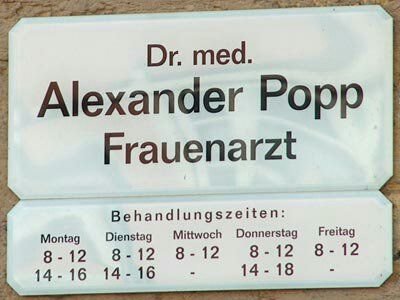 Dr. med.
Alexander Popp
Frauenarzt
Behandlungszeiten:
Montag Dienstag Mittwoch Donnerstag Freitag
8 - 12 8 - 12 8 - 12 8 - 12 8 - 12
14 - 16 14 - 16 - 14 - 18 -